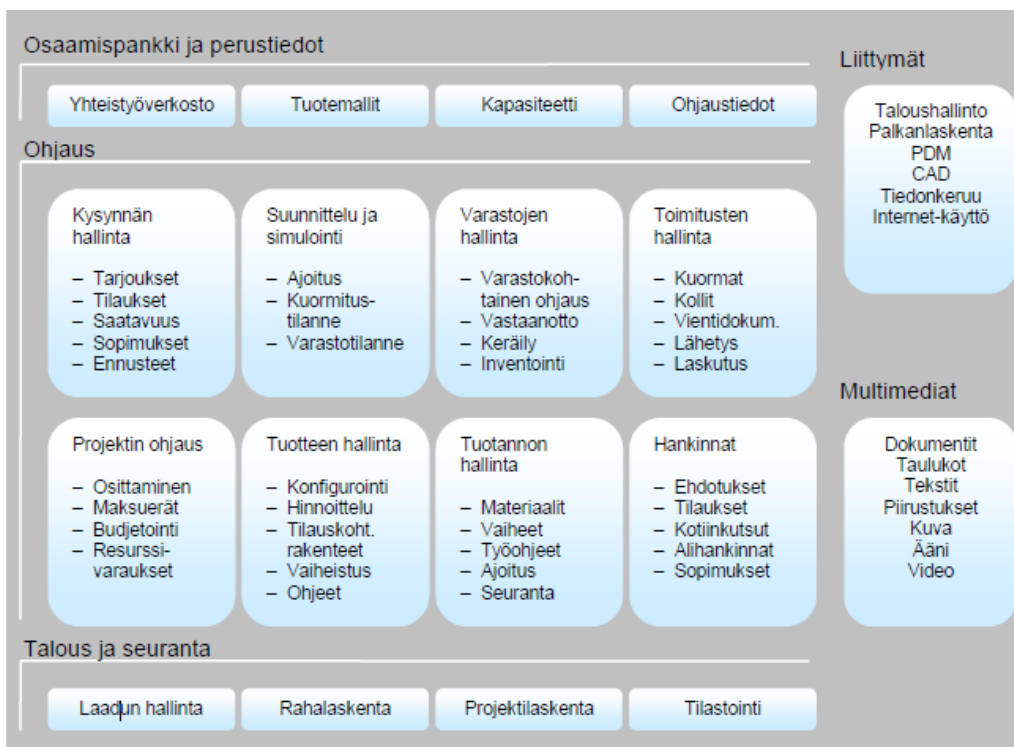 Osaamispankki ja perustiedot
Yhteistyöverkosto
Tuotemallit
Kapasiteetti
Ohjaustiedot
Ohjaus
Kysynnän
hallinta
– Tarjoukset
– Tilaukset
– Saatavuus
– Sopimukset
– Ennusteet
Suunnittelu ja
simulointi
– Ajoitus
– Kuormitus-
tilanne
– Varastotilanne
Varastojen
hallinta
– Varastokoh-
tainen ohjaus
– Vastaanotto
– Keräily
– Inventointi
Toimitusten
hallinta
– Kuormat
– Kollit
– Vientidokum.
– Lähetys
– Laskutus
Projektin ohjaus
– Osittaminen
– Maksuerät
– Budjetointi
– Resurssi-
varaukset
Tuotteen hallinta
– Konfigurointi
– Hinnoittelu
– Tilauskoht.
rakenteet
– Vaiheistus
– Ohjeet
Tuotannon
hallinta
– Materiaalit
– Vaiheet
– Työohjeet
– Ajoitus
– Seuranta
Hankinnat
– Ehdotukset
– Tilaukset
– Kotiinkutsut
– Alihankinnat
– Sopimukset
Talous ja seuranta
Laadun hallinta
Rahalaskenta
Projektilaskenta
Tilastointi
Liittymät
Taloushallinto
Palkanlaskenta
PDM
CAD
Tiedonkeruu
Internet-käyttö
Multimediat
Dokumentit
Taulukot
Tekstit
Piirustukset
Kuva
Ääni
Video